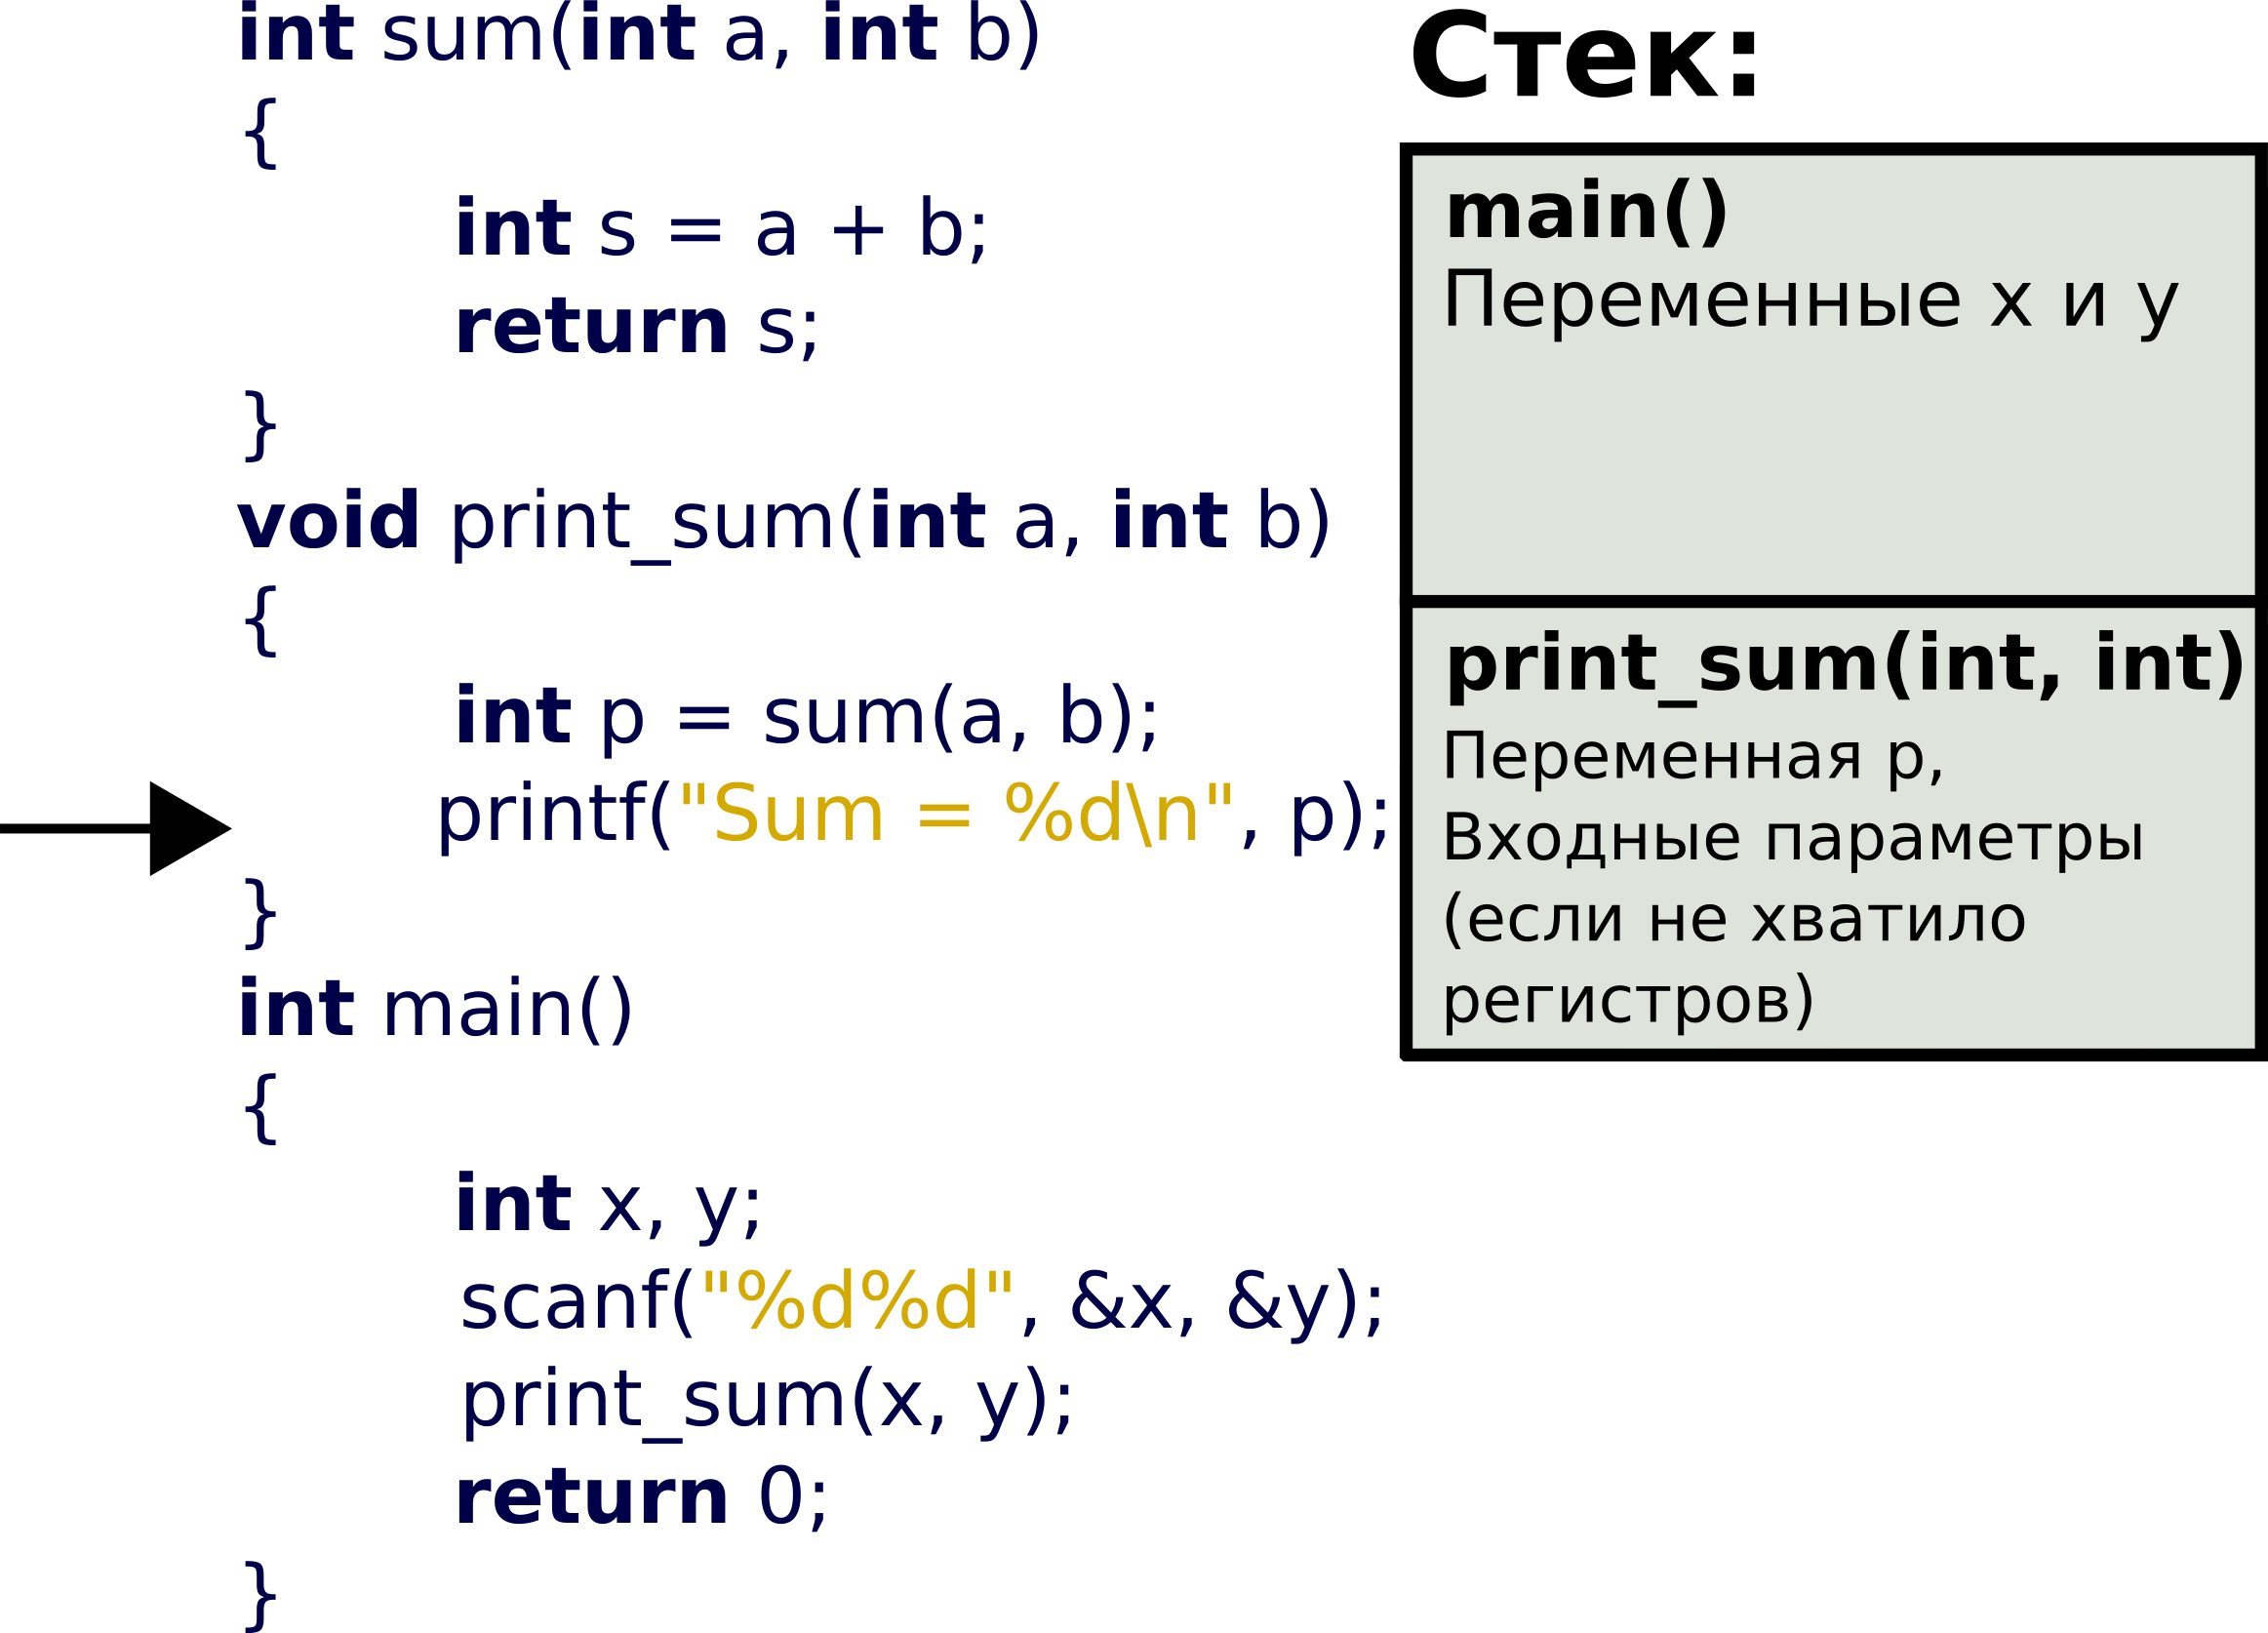 int sum(int a, int b)
{
int s = a + b;
return s;
}
void print_sum(int a, int b)
{
int p = sum(a, b);
printf("Sum = %d\n", p);
}
int main()
{
int x, y;
scanf("%d%d", &x, &y);
print_sum(x, y);
return 0;
}
Стек:
main()
Переменные x и y
print_sum(int, int)
Переменная p,
Входные параметры
(если не хватило
регистров)